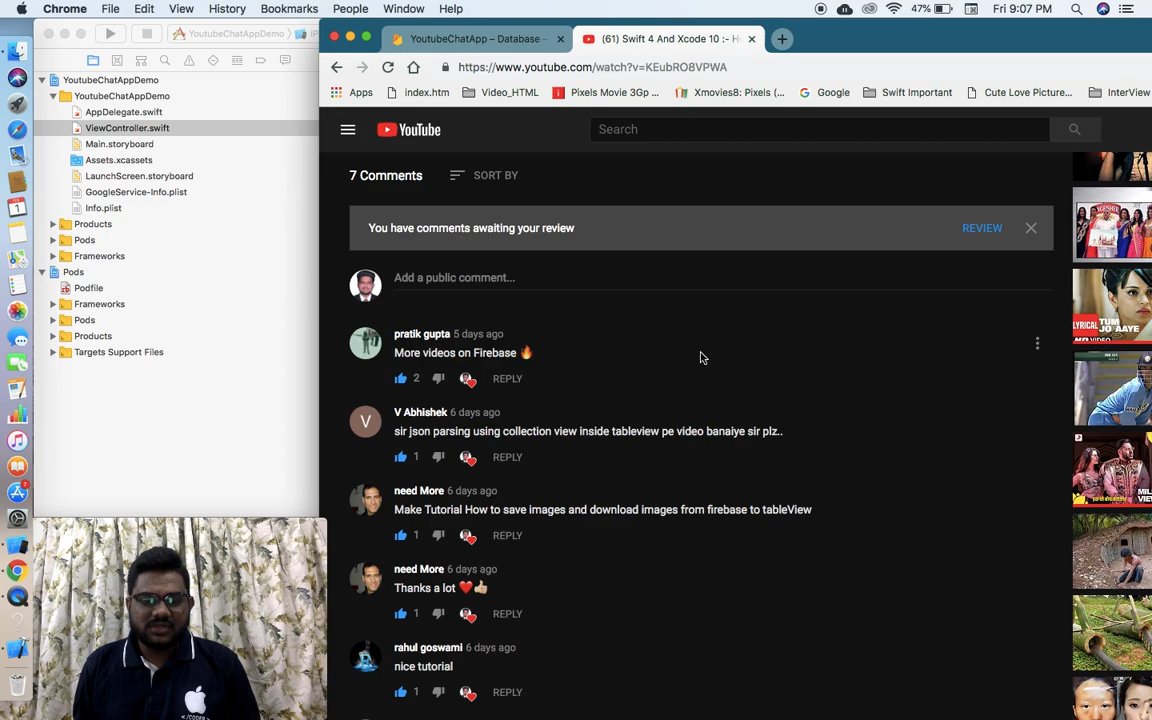 Chrome File Edit View History Bookmarks People Window Help 47% Fri 9:07 PM
YoutubeChatAppDemo
YoutubeChatApp – Database -
(61) Swift 4 And Xcode 10 :-
https://www.youtube.com/watch?v=KEubRO8VPWA
Apps index.htm Video_HTML Pixels Movie 3Gp ... Xmovies8: Pixels (... Google Swift Important Cute Love Picture... InterView
YoutubeChatAppDemo
YoutubeChatAppDemo
AppDelegate.swift
ViewController.swift
Main.storyboard
Assets.xcassets
LaunchScreen.storyboard
GoogleService-Info.plist
Info.plist
Products
Pods
Frameworks
Pods
Podfile
Frameworks
Pods
Products
Targets Support Files
YouTube
Search
7 Comments SORT BY
You have comments awaiting your review REVIEW
Add a public comment...
pratik gupta 5 days ago
More videos on Firebase 🔥
2 REPLY
V
V Abhishek 6 days ago
sir json parsing using collection view inside tableview pe video banaiye sir plz..
1 REPLY
need More 6 days ago
Make Tutorial How to save images and download images from firebase to tableView
1 REPLY
need More 6 days ago
Thanks a lot ❤️👍🏼
1 REPLY
rahul goswami 6 days ago
nice tutorial
1 REPLY
LYRICAL TUM
JO AAYE